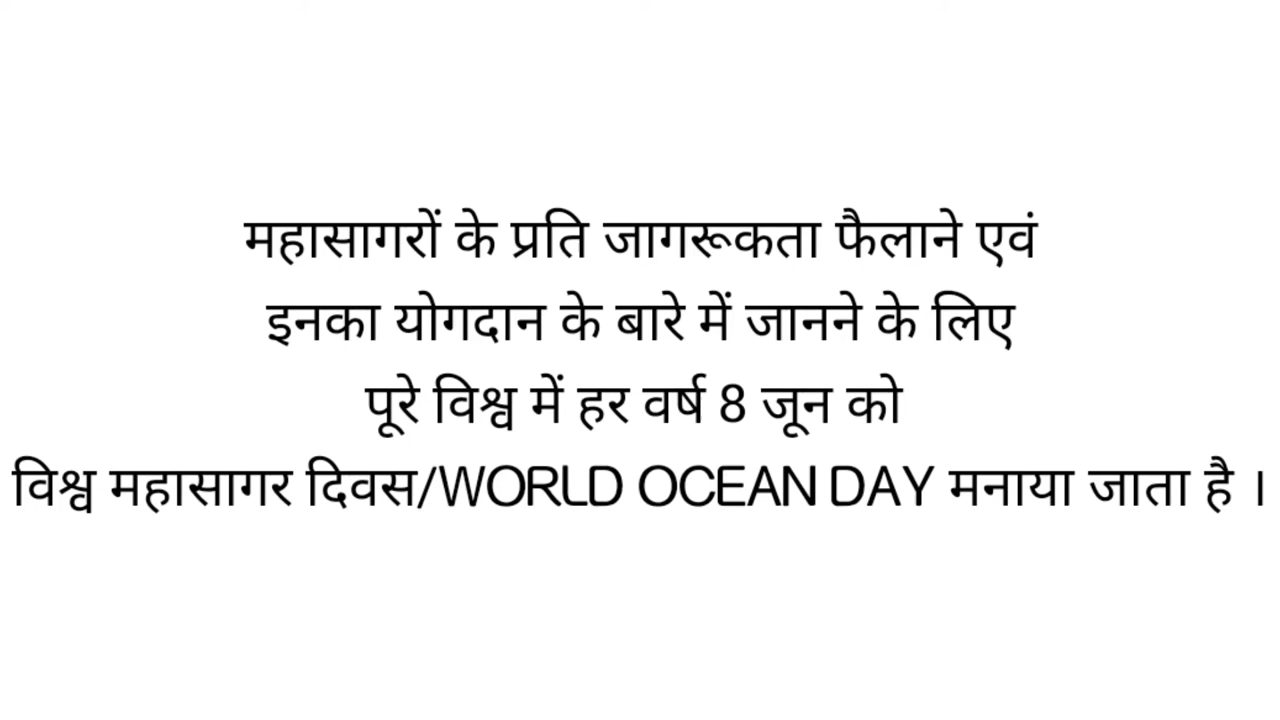 महासागरों के प्रति जागरूकता फैलाने एवं
इनका योगदान के बारे में जानने के लिए
पूरे विश्व में हर वर्ष 8 जून को
विश्व महासागर दिवस/WORLD OCEAN DAY मनाया जाता है ।